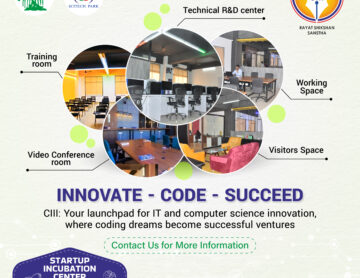 Technical R&D center
BIOTECH PARK
RAYAT SHIKSHAN
SANSTHA
Training
room
Working
Space
Video Conference
room
Visitors Space
INNOVATE - CODE - SUCCEED
CIII: Your launchpad for IT and computer science innovation,
where coding dreams become successful ventures
Contact Us for More Information
STARTUP
INCUBATION
CENTER